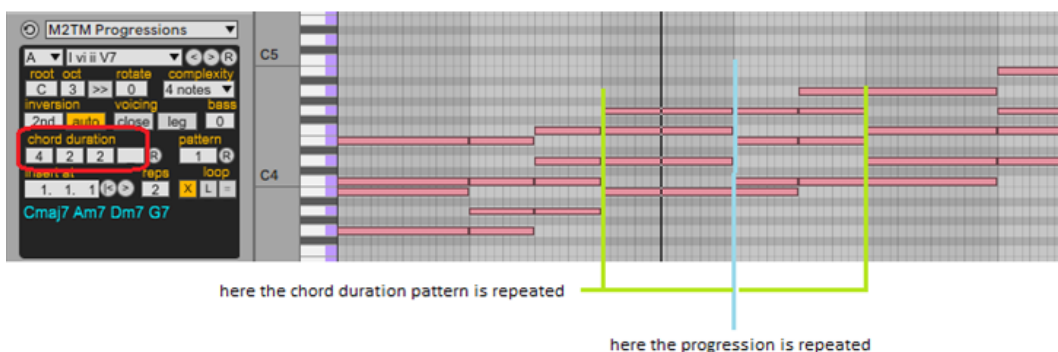 M2TM Progressions
A I vi ii V7 < > R
root oct rotate complexity
C 3 >> 0 4 notes
inversion voicing bass
2nd auto close leg 0
chord duration pattern
4 2 2 R 1 R
insert at reps loop
1. 1. 1 |< > 2 X L =
Cmaj7 Am7 Dm7 G7
C5
C4
here the chord duration pattern is repeated
here the progression is repeated